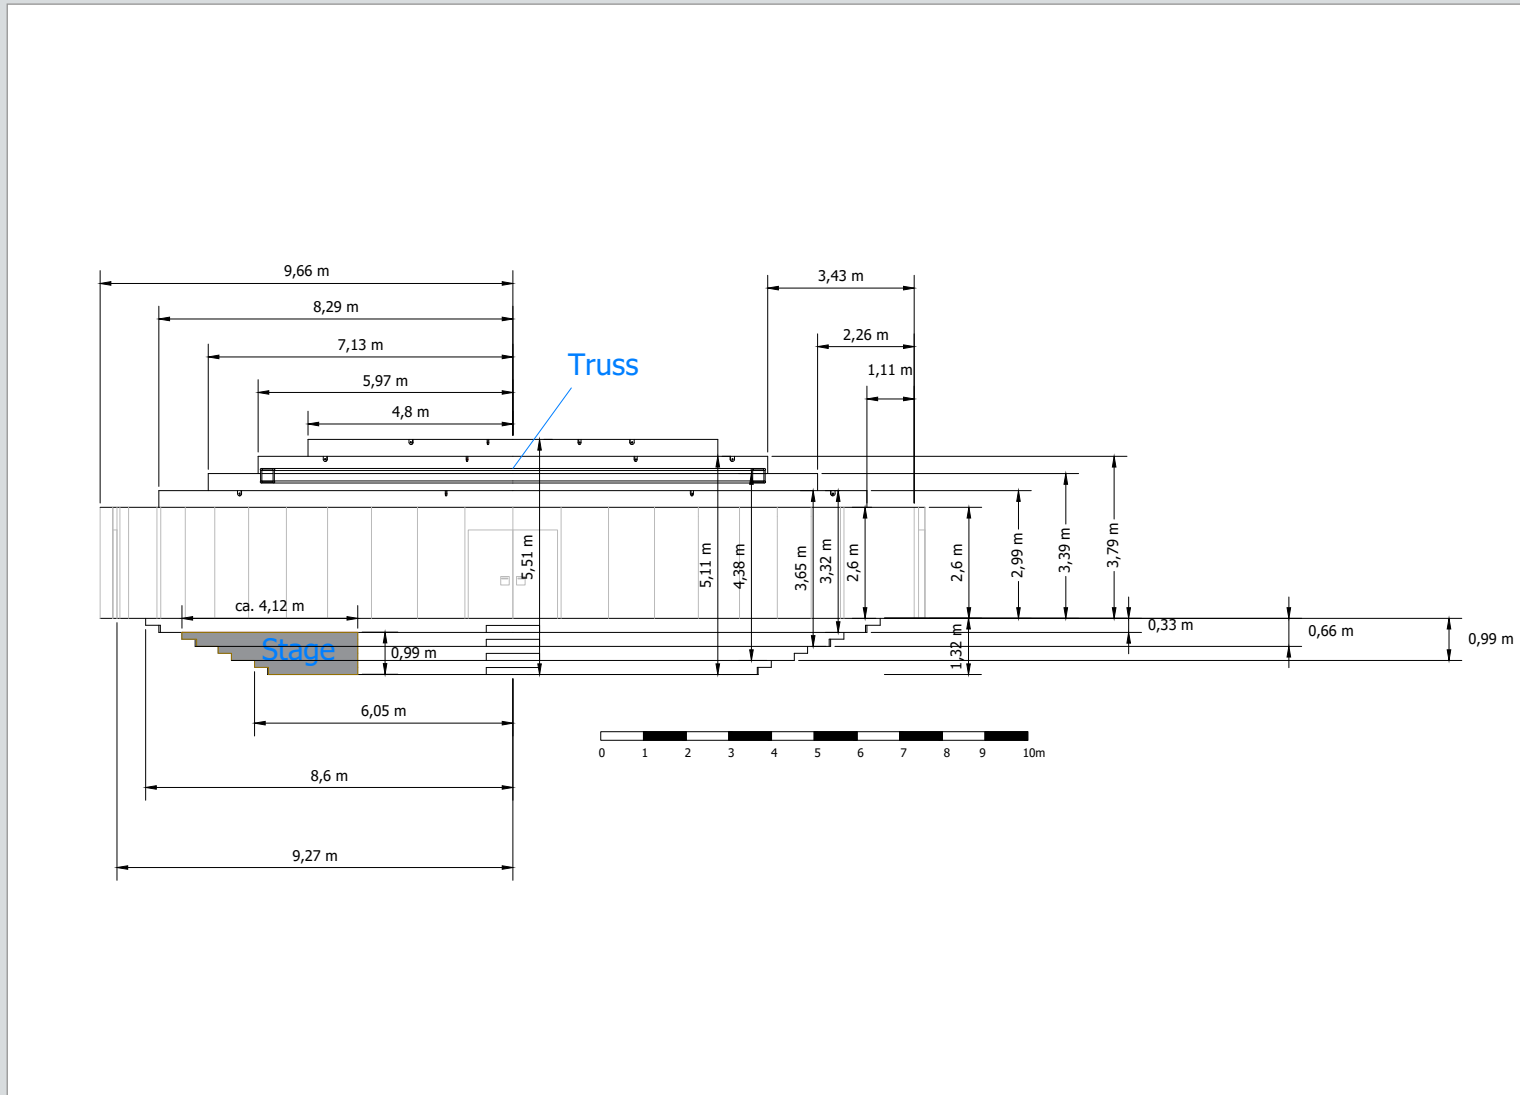 9,66 m
3,43 m
8,29 m
2,26 m
7,13 m
Truss
1,11 m
5,97 m
4,8 m
5,51 m
5,11 m
4,38 m
3,65 m
3,32 m
2,6 m
2,6 m
2,99 m
3,39 m
3,79 m
ca. 4,12 m
0,33 m
0,66 m
0,99 m
Stage
0,99 m
1,32 m
6,05 m
0 1 2 3 4 5 6 7 8 9 10m
8,6 m
9,27 m